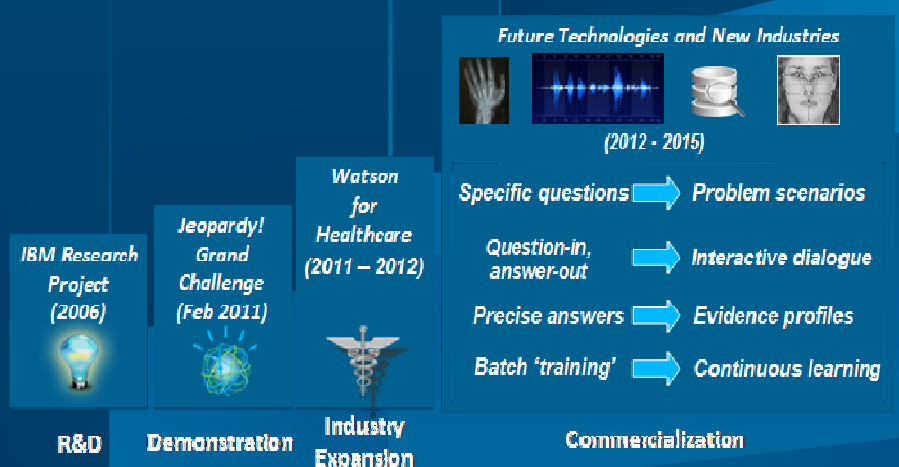 Future Technologies and New Industries
(2012 - 2015)
Specific questions
Problem scenarios
Question-in,
answer-out
Interactive dialogue
Precise answers
Evidence profiles
Batch ‘training’
Continuous learning
Watson
for
Healthcare
(2011 – 2012)
Jeopardy!
Grand
Challenge
(Feb 2011)
IBM Research
Project
(2006)
R&D
Demonstration
Industry
Expansion
Commercialization